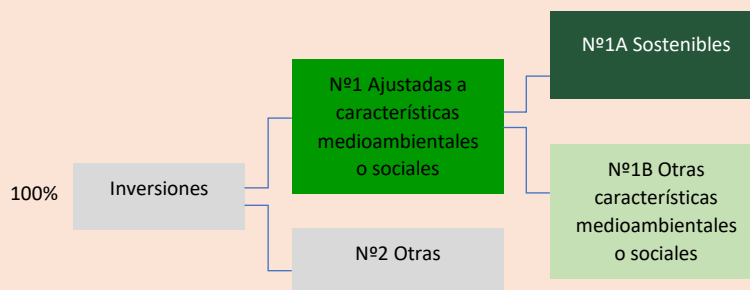 100%
Inversiones
Nº1 Ajustadas a
características
medioambientales
o sociales
Nº2 Otras
Nº1A Sostenibles
Nº1B Otras
características
medioambientales
o sociales